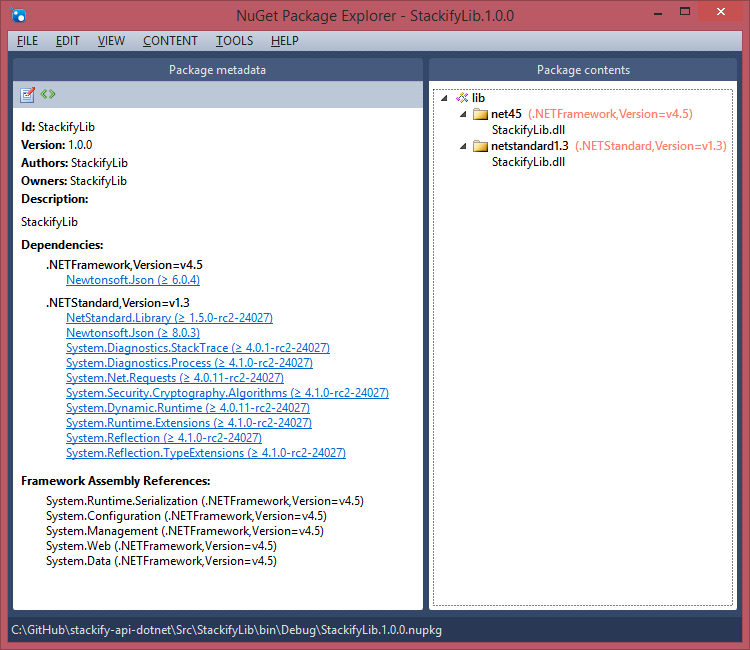 NuGet Package Explorer - StackifyLib.1.0.0
FILE EDIT VIEW CONTENT TOOLS HELP
Package metadata
Id: StackifyLib
Version: 1.0.0
Authors: StackifyLib
Owners: StackifyLib
Description:
StackifyLib
Dependencies:
.NETFramework,Version=v4.5
Newtonsoft.Json (≥ 6.0.4)
.NETStandard,Version=v1.3
NetStandard.Library (≥ 1.5.0-rc2-24027)
Newtonsoft.Json (≥ 8.0.3)
System.Diagnostics.StackTrace (≥ 4.0.1-rc2-24027)
System.Diagnostics.Process (≥ 4.1.0-rc2-24027)
System.Net.Requests (≥ 4.0.11-rc2-24027)
System.Security.Cryptography.Algorithms (≥ 4.1.0-rc2-24027)
System.Dynamic.Runtime (≥ 4.0.11-rc2-24027)
System.Runtime.Extensions (≥ 4.1.0-rc2-24027)
System.Reflection (≥ 4.1.0-rc2-24027)
System.Reflection.TypeExtensions (≥ 4.1.0-rc2-24027)
Framework Assembly References:
System.Runtime.Serialization (.NETFramework,Version=v4.5)
System.Configuration (.NETFramework,Version=v4.5)
System.Management (.NETFramework,Version=v4.5)
System.Web (.NETFramework,Version=v4.5)
System.Data (.NETFramework,Version=v4.5)
Package contents
lib
net45 (.NETFramework,Version=v4.5)
StackifyLib.dll
netstandard1.3 (.NETStandard,Version=v1.3)
StackifyLib.dll
C:\GitHub\stackify-api-dotnet\Src\StackifyLib\bin\Debug\StackifyLib.1.0.0.nupkg